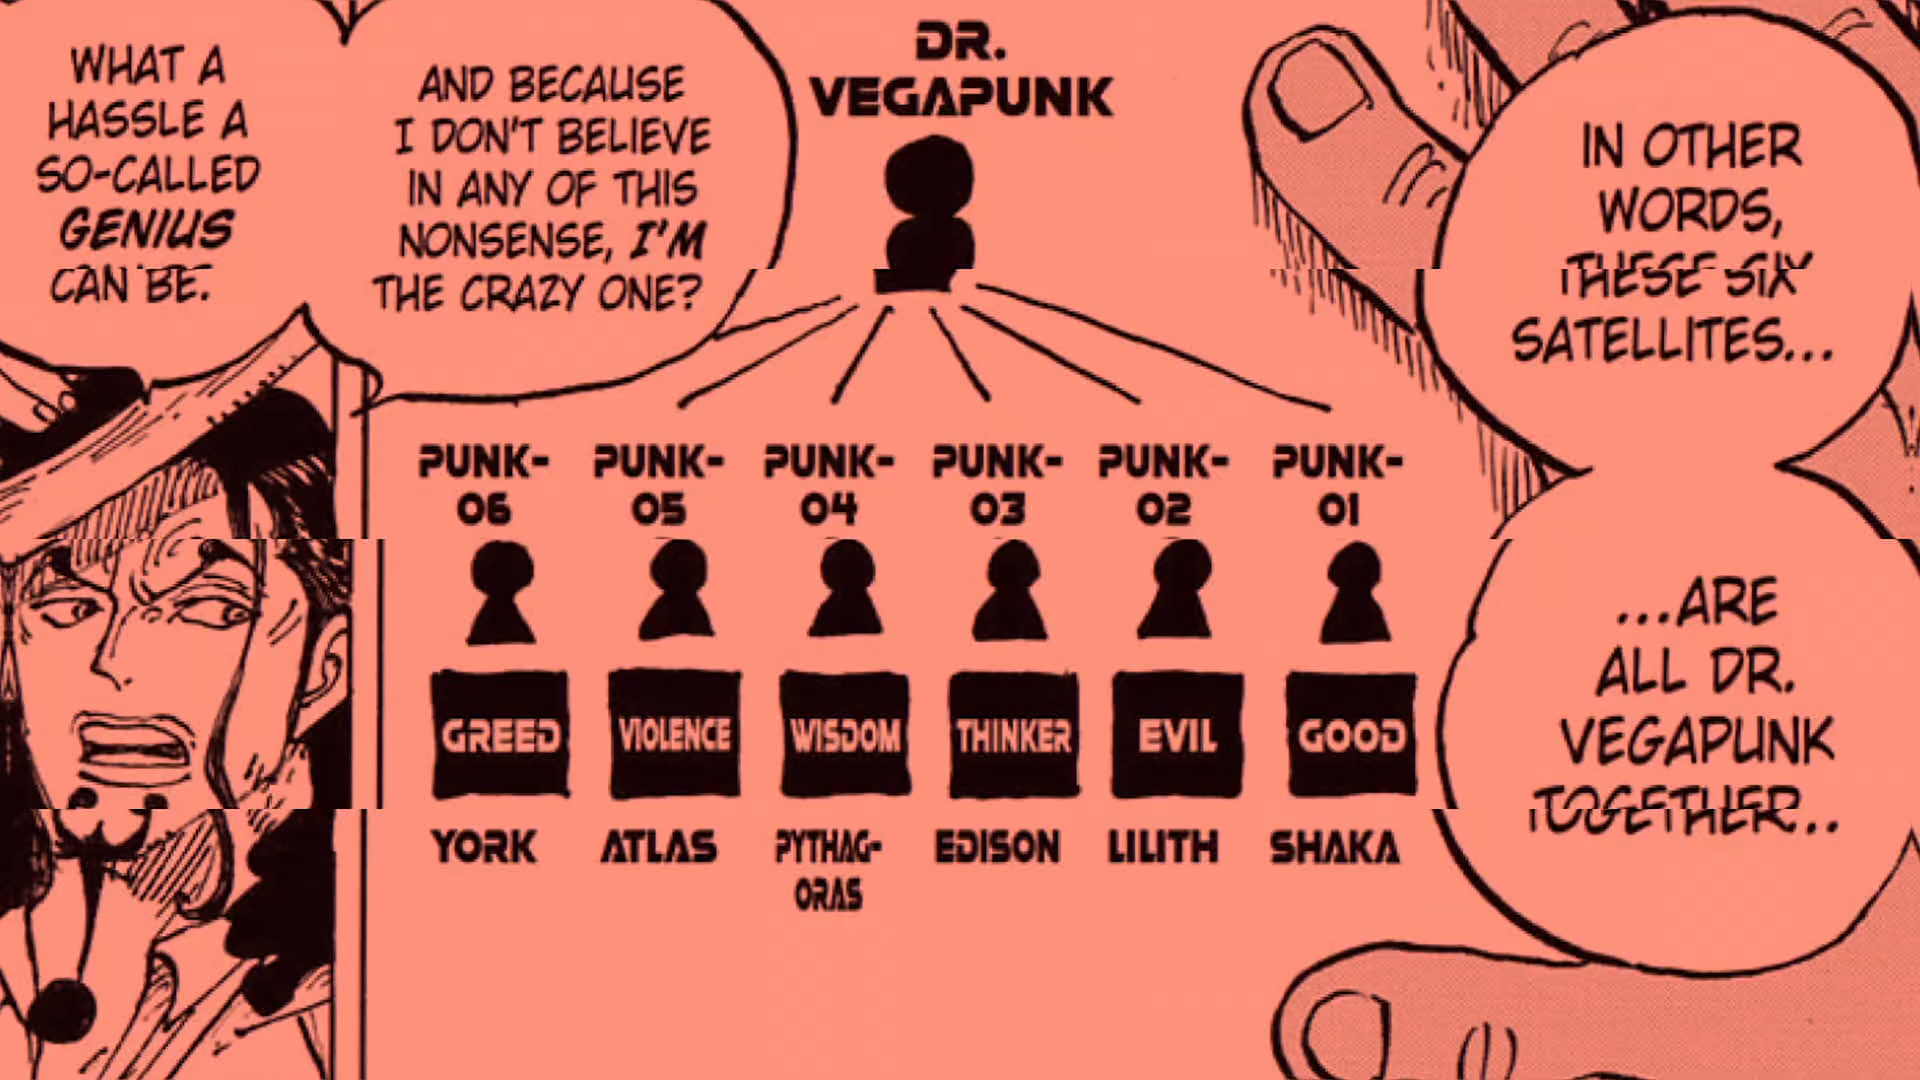 WHAT A
HASSLE A
SO-CALLED
GENIUS
CAN BE.
AND BECAUSE
I DON'T BELIEVE
IN ANY OF THIS
NONSENSE, I'M
THE CRAZY ONE?
DR.
VEGAPUNK
IN OTHER
WORDS,
THESE SIX
SATELLITES...
PUNK-
06
PUNK-
05
PUNK-
04
PUNK-
03
PUNK-
02
PUNK-
01
GREED
VIOLENCE
WISDOM
THINKER
EVIL
GOOD
YORK
ATLAS
PYTHAG-
ORAS
EDISON
LILITH
SHAKA
...ARE
ALL DR.
VEGAPUNK
TOGETHER..